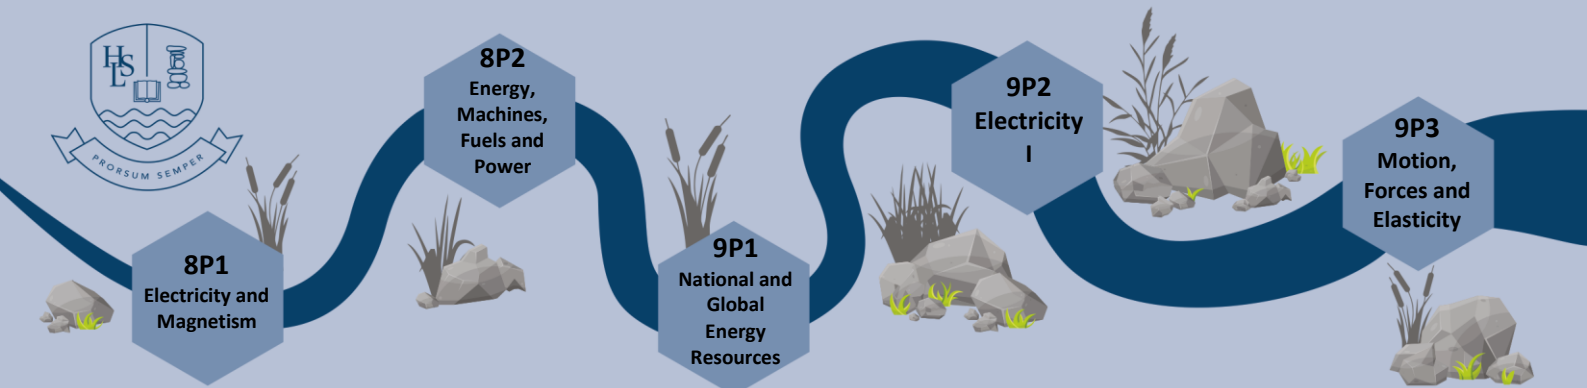 HLS
PRORSUM SEMPER
8P1
Electricity and
Magnetism
8P2
Energy,
Machines,
Fuels and
Power
9P1
National and
Global
Energy
Resources
9P2
Electricity
I
9P3
Motion,
Forces and
Elasticity